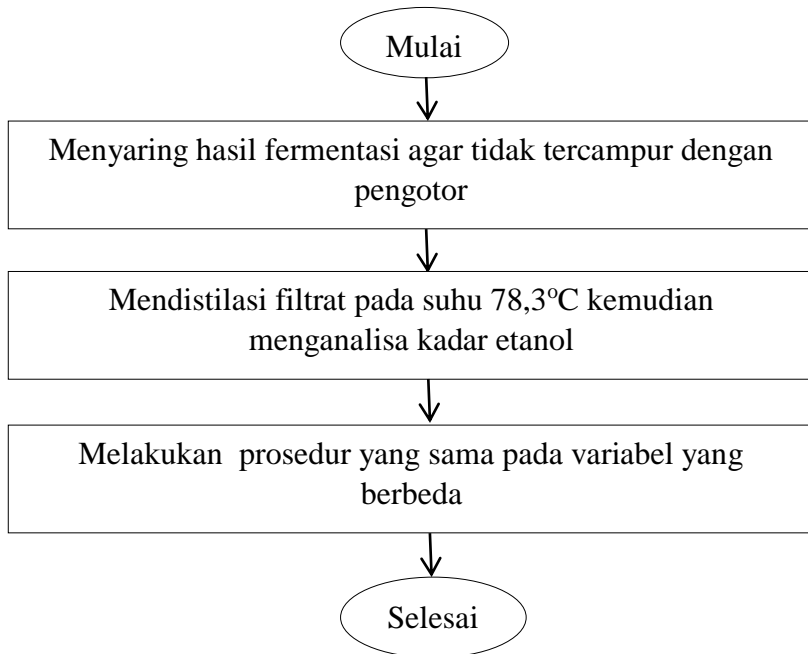 Mulai
Menyaring hasil fermentasi agar tidak tercampur dengan
pengotor
Mendistilasi filtrat pada suhu 78,3°C kemudian
menganalisa kadar etanol
Melakukan  prosedur yang sama pada variabel yang
berbeda
Selesai